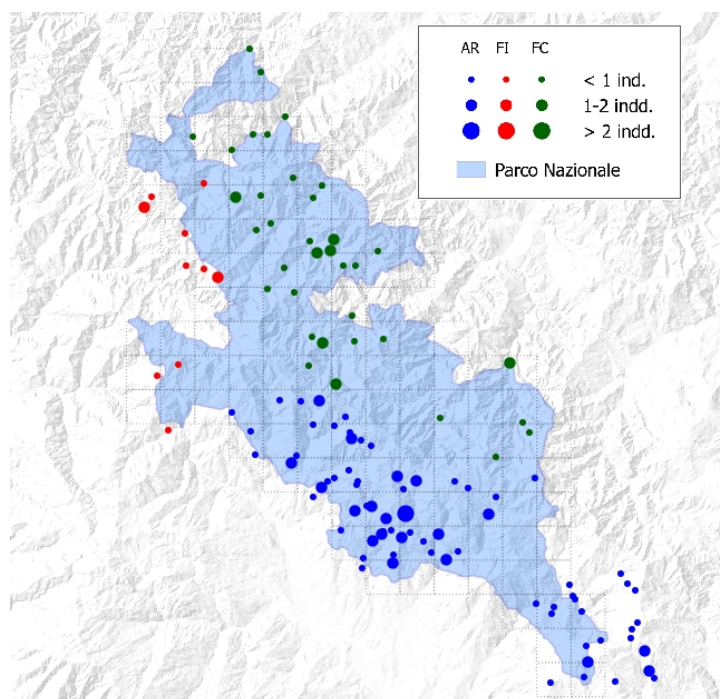 AR FI FC
< 1 ind.
1-2 indd.
> 2 indd.
Parco Nazionale